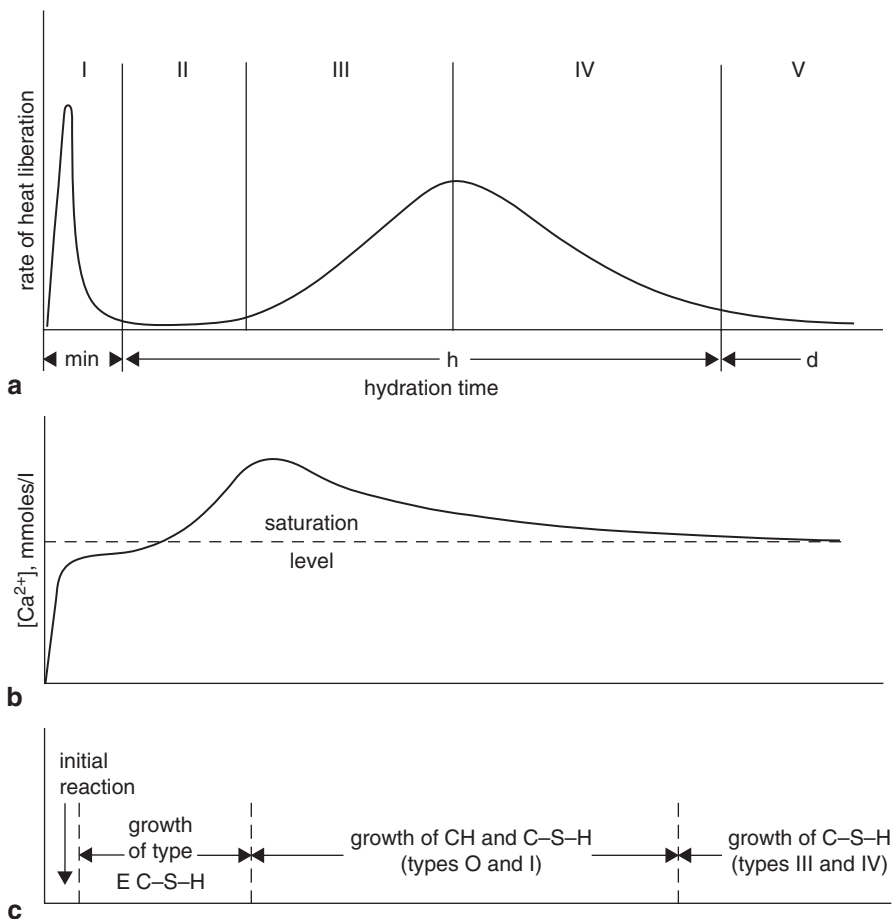 I II III IV V
rate of heat liberation
min h d
a
hydration time
[Ca²⁺], mmoles/l
saturation
level
b
initial
reaction
growth
of type
E C–S–H
growth of CH and C–S–H
(types O and I)
growth of C–S–H
(types III and IV)
c